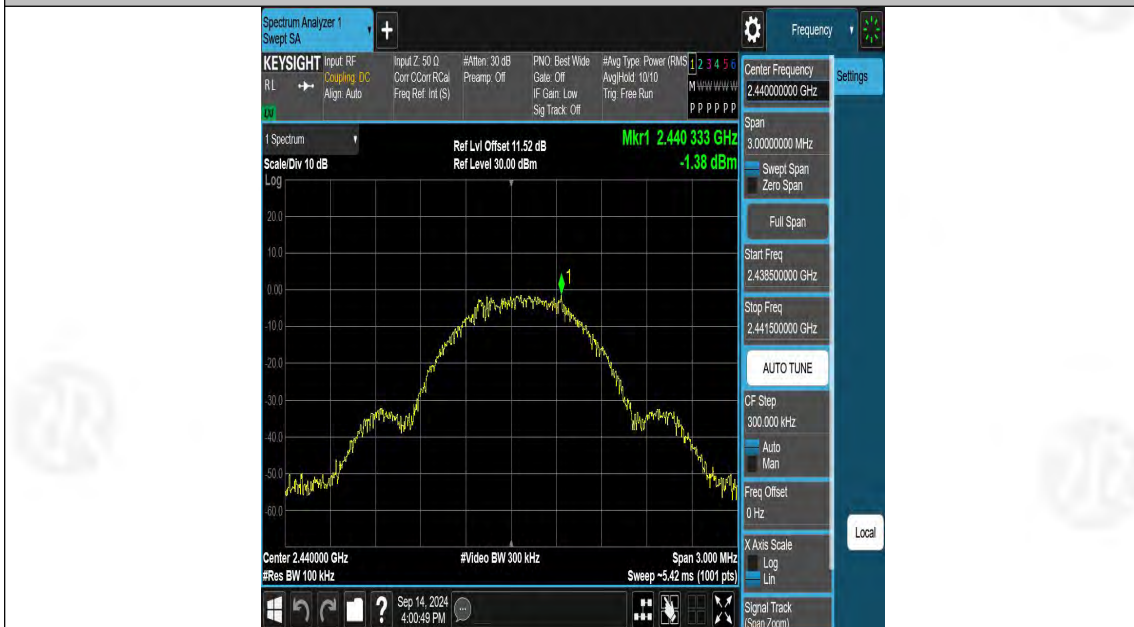 Spectrum Analyzer 1
Swept SA
+
Frequency
KEYSIGHT
RL
Input: RF
Coupling: DC
Align: Auto
Input Z: 50 Ω
Corr CCorr RCal
Freq Ref: Int (S)
#Atten: 30 dB
Preamp: Off
PNO: Best Wide
Gate: Off
IF Gain: Low
Sig Track: Off
#Avg Type: Power (RMS
Avg|Hold: 10/10
Trig: Free Run
1 2 3 4 5 6
M W W W W W
P P P P P P
1 Spectrum
Scale/Div 10 dB
Log
Ref Lvl Offset 11.52 dB
Ref Level 30.00 dBm
Mkr1 2.440 333 GHz
-1.38 dBm
20.0
10.0
0.00
-10.0
-20.0
-30.0
-40.0
-50.0
-60.0
1
Center 2.440000 GHz
#Res BW 100 kHz
#Video BW 300 kHz
Span 3.000 MHz
Sweep ~5.42 ms (1001 pts)
?
Sep 14, 2024
4:00:49 PM
Center Frequency
2.440000000 GHz
Settings
Span
3.00000000 MHz
Swept Span
Zero Span
Full Span
Start Freq
2.438500000 GHz
Stop Freq
2.441500000 GHz
AUTO TUNE
CF Step
300.000 kHz
Auto
Man
Freq Offset
0 Hz
X Axis Scale
Log
Lin
Local
Signal Track
(Span Zoom)